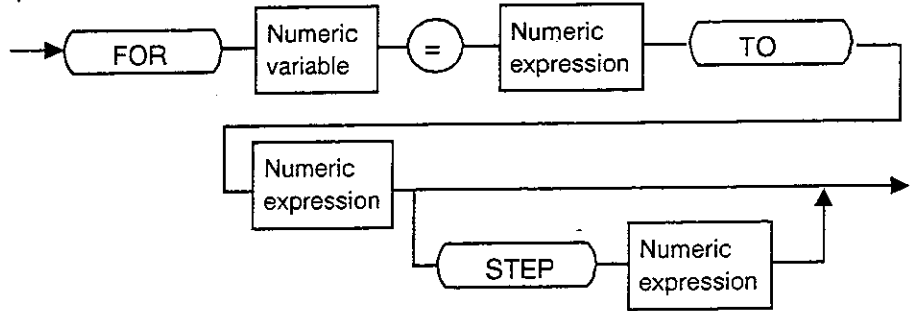 FOR
Numeric
variable
=
Numeric
expression
TO
Numeric
expression
STEP
Numeric
expression